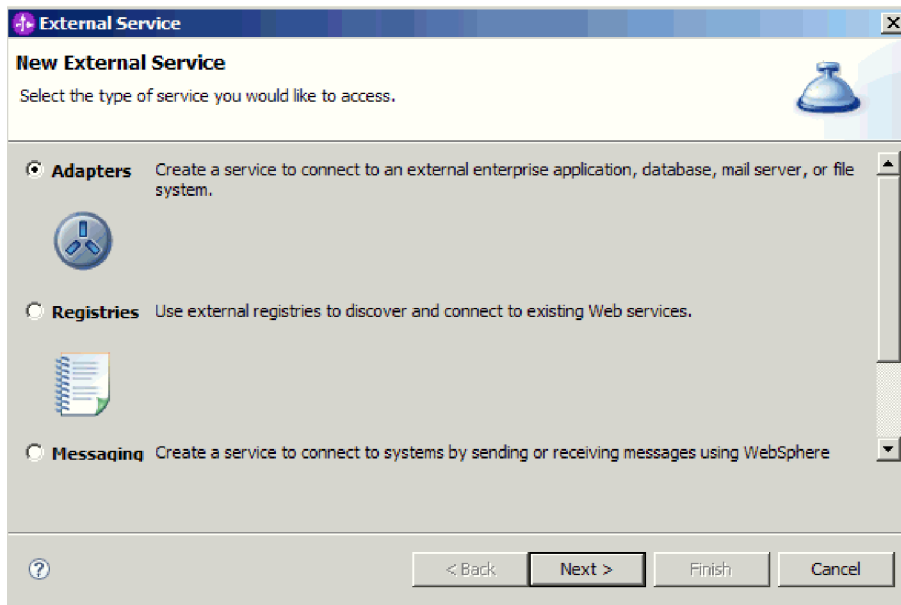 External Service
New External Service
Select the type of service you would like to access.
Adapters Create a service to connect to an external enterprise application, database, mail server, or file
system.
Registries Use external registries to discover and connect to existing Web services.
Messaging Create a service to connect to systems by sending or receiving messages using WebSphere
?
< Back Next > Finish Cancel